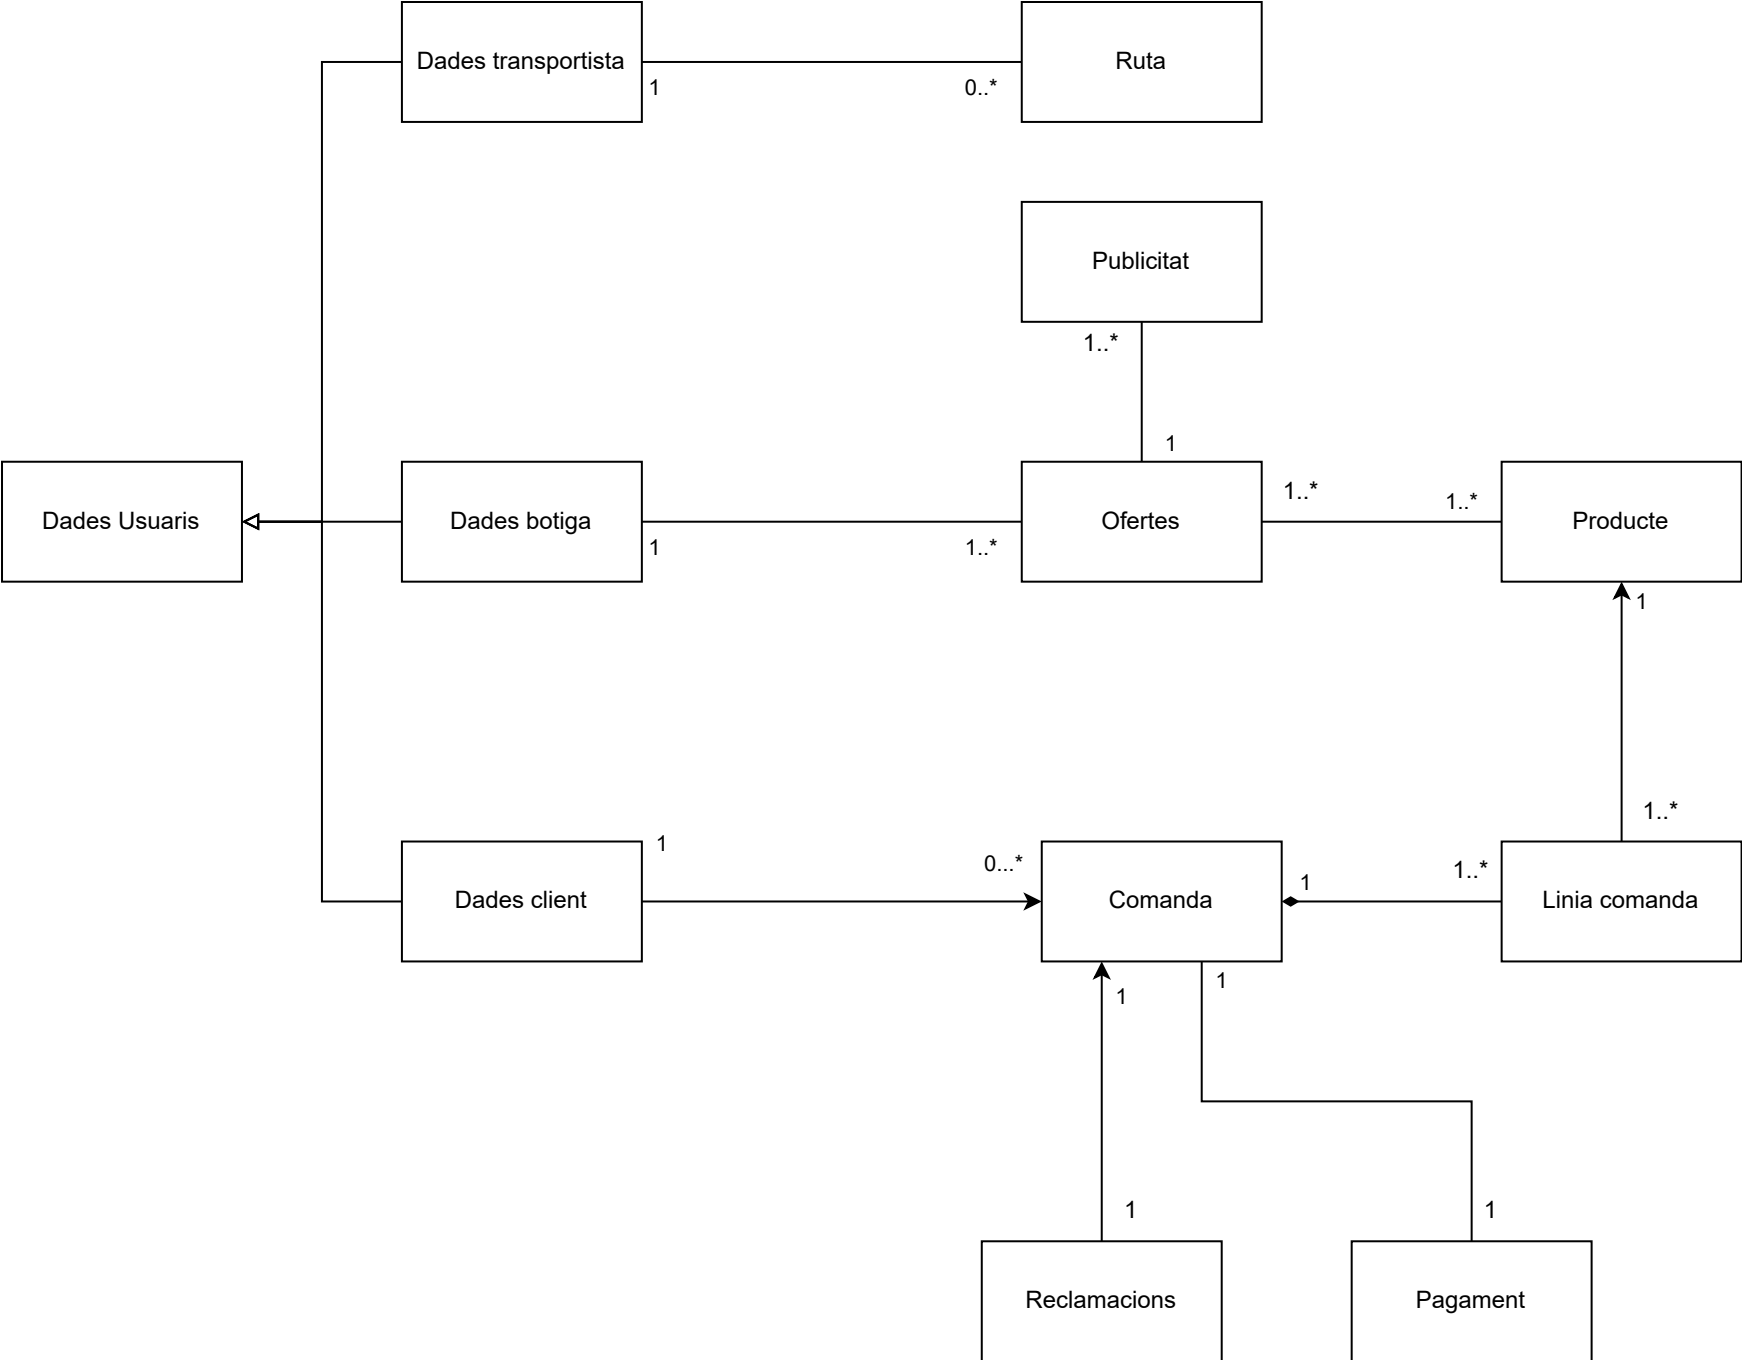 Dades transportista
Ruta
1
0..*
Publicitat
1..*
1
Dades Usuaris
Dades botiga
Ofertes
Producte
1..*
1..*
1
1..*
1
1..*
1
0...*
1
1..*
Dades client
Comanda
Linia comanda
1
1
1
1
Reclamacions
Pagament